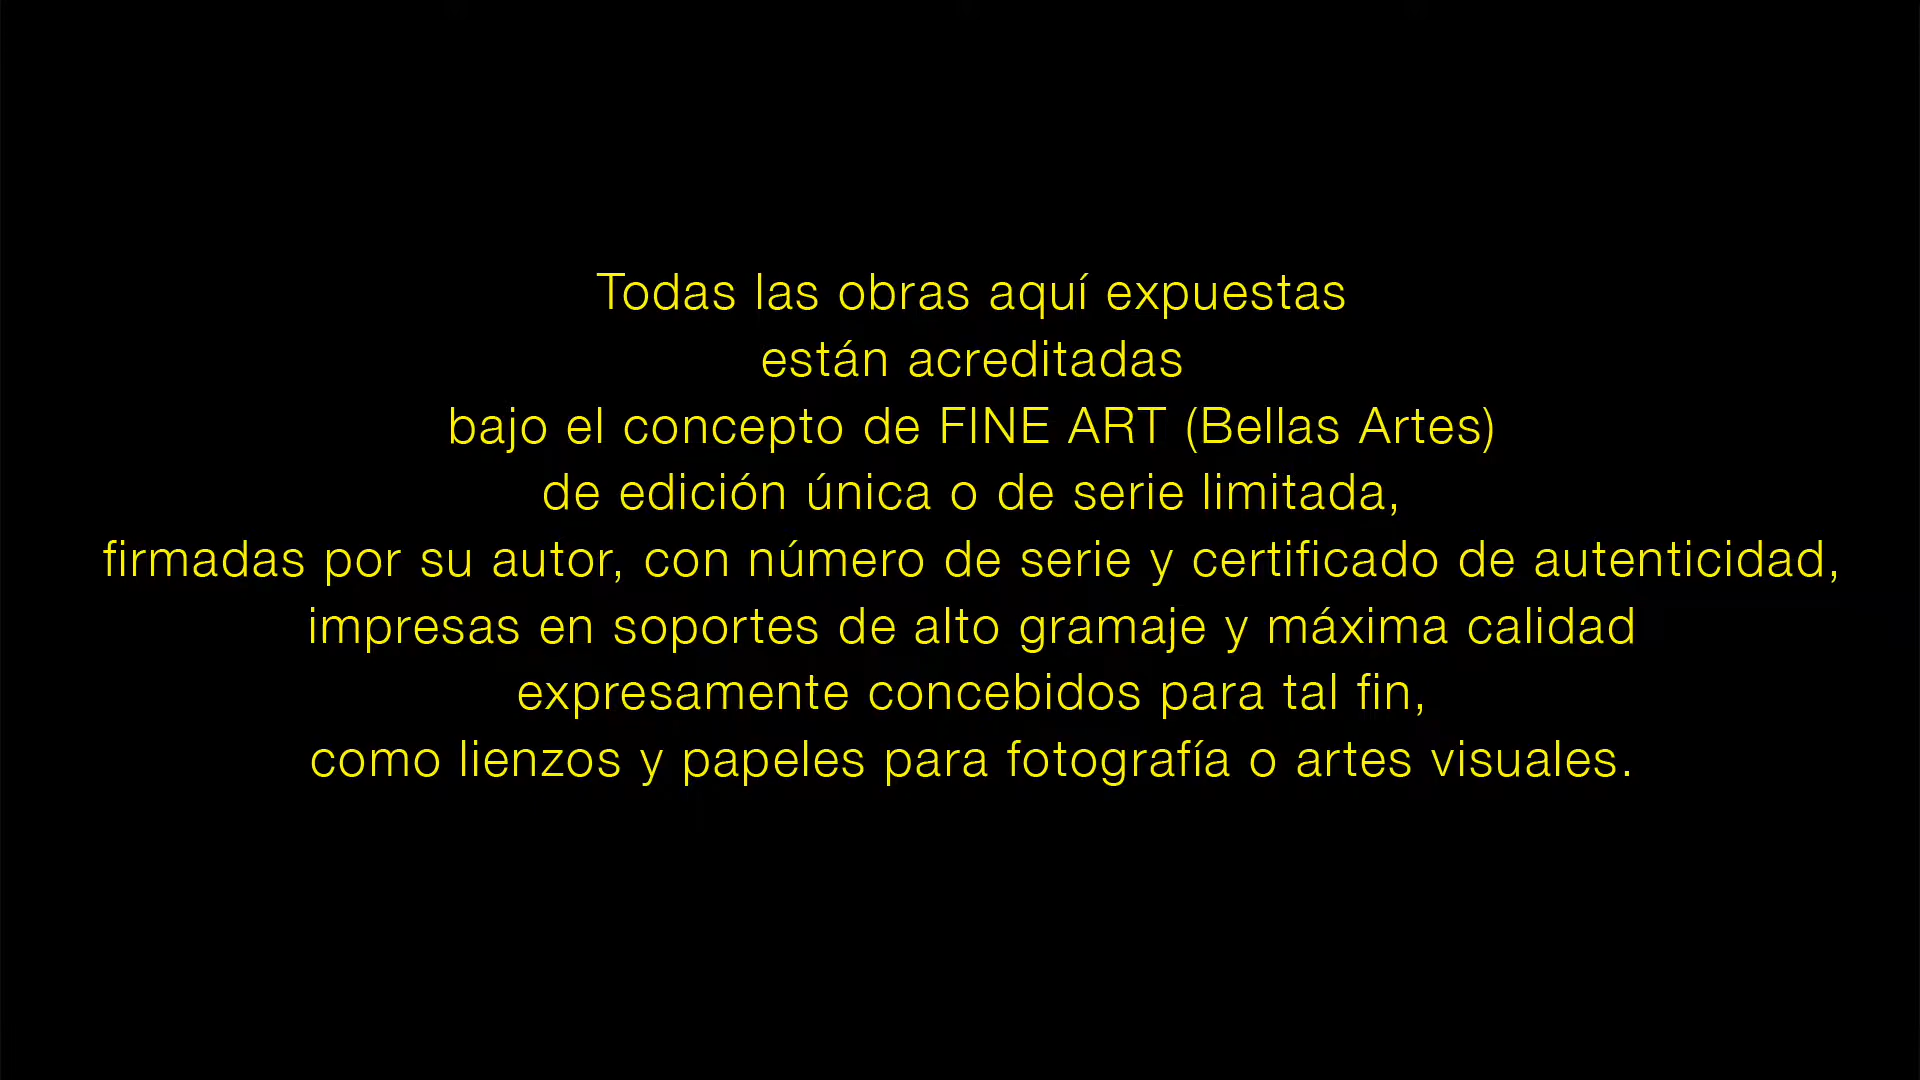 Todas las obras aquí expuestas
están acreditadas
bajo el concepto de FINE ART (Bellas Artes)
de edición única o de serie limitada,
firmadas por su autor, con número de serie y certificado de autenticidad,
impresas en soportes de alto gramaje y máxima calidad
expresamente concebidos para tal fin,
como lienzos y papeles para fotografía o artes visuales.